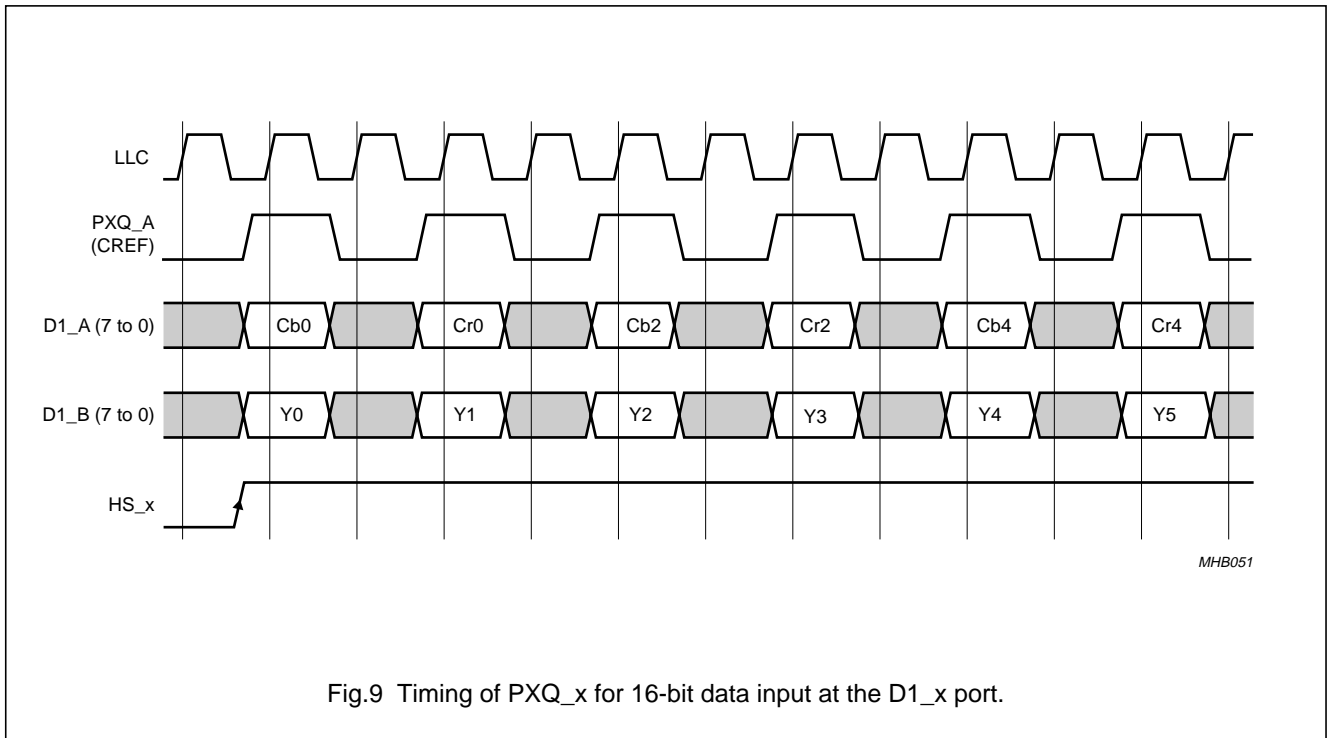 LLC
PXQ_A
(CREF)
D1_A (7 to 0) Cb0 Cr0 Cb2 Cr2 Cb4 Cr4
D1_B (7 to 0) Y0 Y1 Y2 Y3 Y4 Y5
HS_x
MHB051
Fig.9 Timing of PXQ_x for 16-bit data input at the D1_x port.